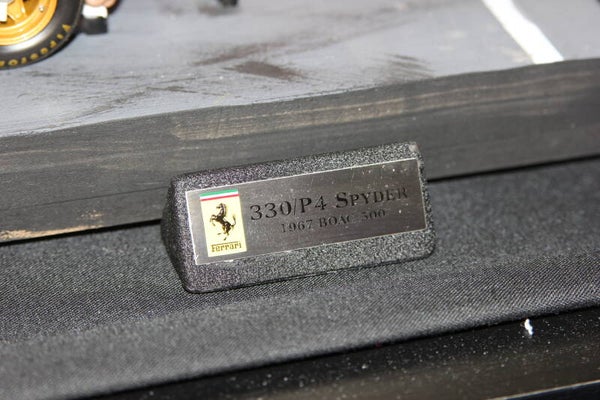 330/P4 SPYDER
1967 BOAC 500
Ferrari